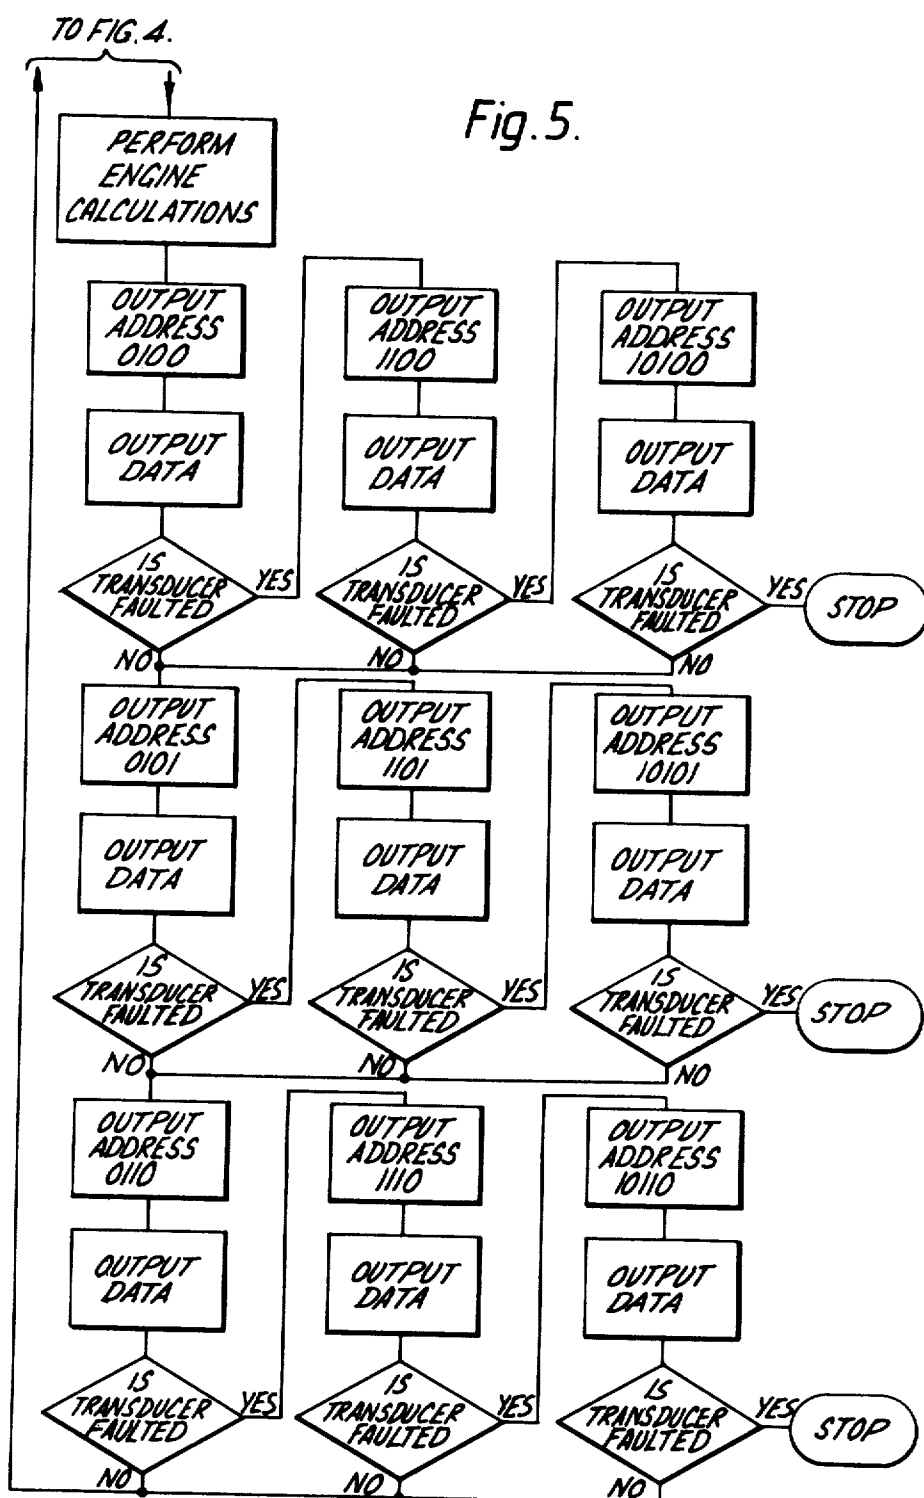 TO FIG. 4.
Fig. 5.
PERFORM
ENGINE
CALCULATIONS
OUTPUT
ADDRESS
0100
OUTPUT
DATA
IS
TRANSDUCER
FAULTED
YES
NO
OUTPUT
ADDRESS
1100
OUTPUT
DATA
IS
TRANSDUCER
FAULTED
YES
NO
OUTPUT
ADDRESS
10100
OUTPUT
DATA
IS
TRANSDUCER
FAULTED
YES
STOP
NO
OUTPUT
ADDRESS
0101
OUTPUT
DATA
IS
TRANSDUCER
FAULTED
YES
NO
OUTPUT
ADDRESS
1101
OUTPUT
DATA
IS
TRANSDUCER
FAULTED
YES
NO
OUTPUT
ADDRESS
10101
OUTPUT
DATA
IS
TRANSDUCER
FAULTED
YES
STOP
NO
OUTPUT
ADDRESS
0110
OUTPUT
DATA
IS
TRANSDUCER
FAULTED
YES
NO
OUTPUT
ADDRESS
1110
OUTPUT
DATA
IS
TRANSDUCER
FAULTED
YES
NO
OUTPUT
ADDRESS
10110
OUTPUT
DATA
IS
TRANSDUCER
FAULTED
YES
STOP
NO